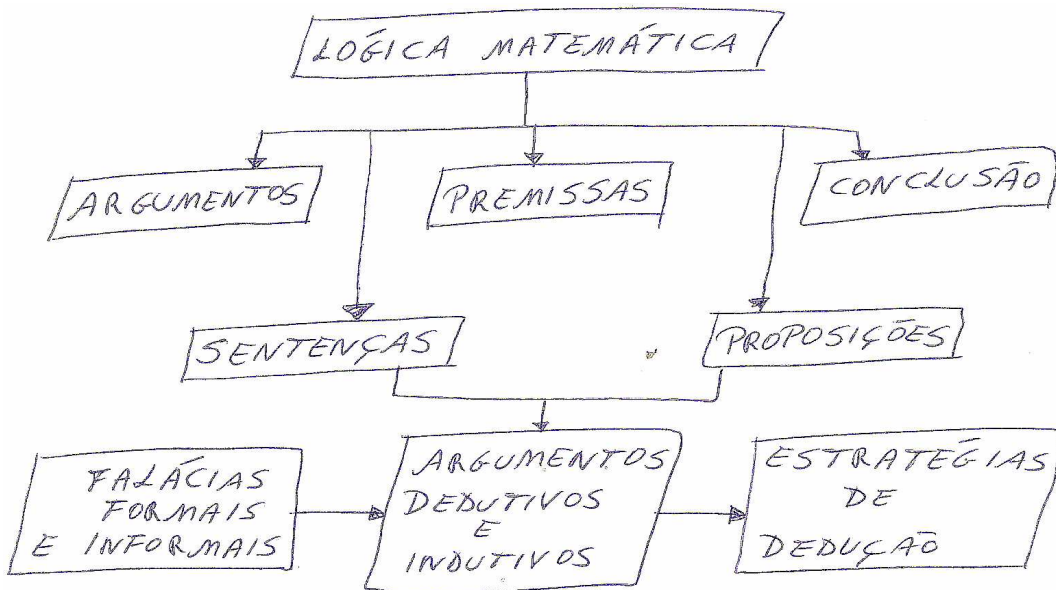 LÓGICA MATEMÁTICA
ARGUMENTOS
PREMISSAS
CONCLUSÃO
SENTENÇAS
PROPOSIÇÕES
FALÁCIAS
FORMAIS
E INFORMAIS
ARGUMENTOS
DEDUTIVOS
E
INDUTIVOS
ESTRATÉGIAS
DE
DEDUÇÃO